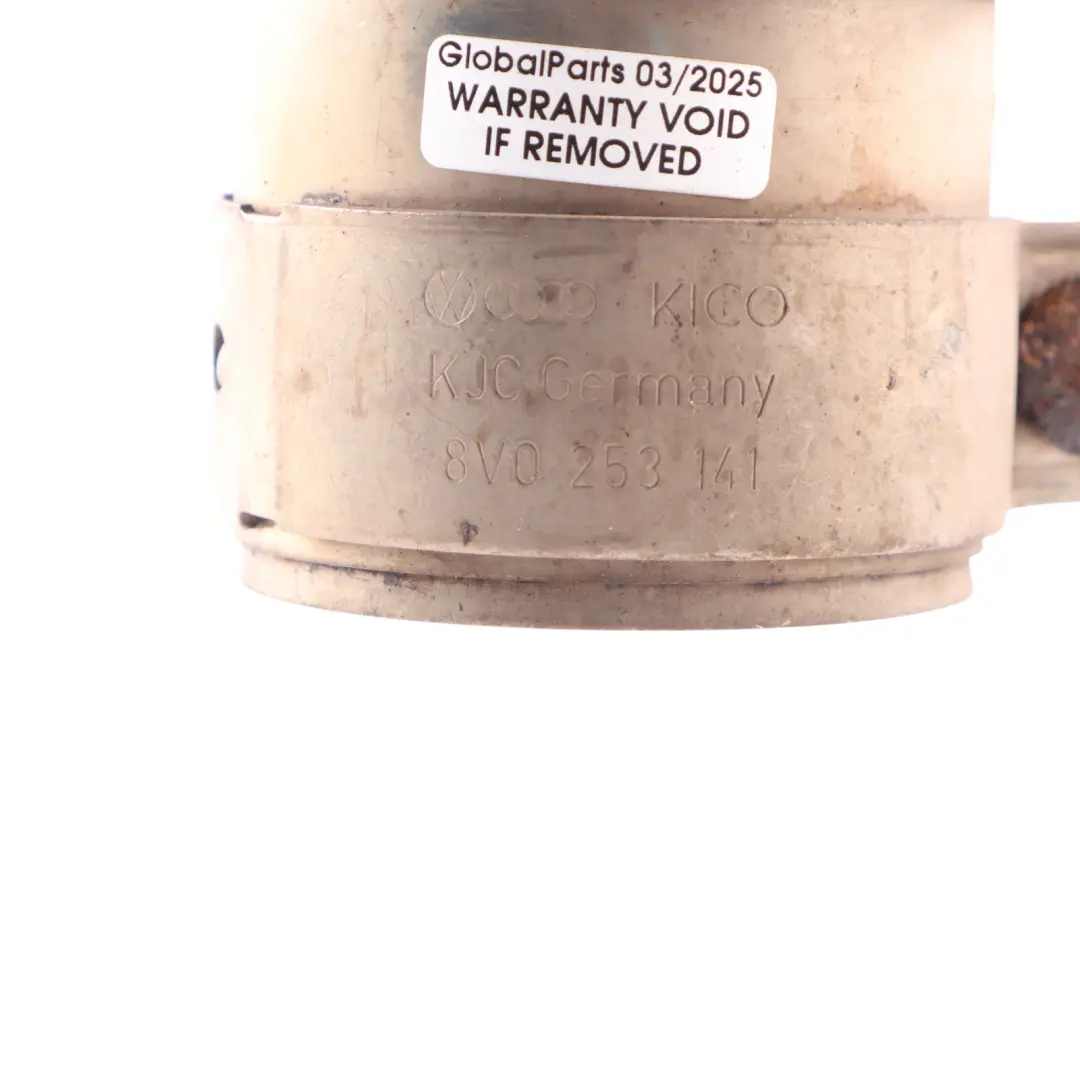 GlobalParts 03/2025
WARRANTY VOID
IF REMOVED
KICO
KJC Germany
8V0 253 141